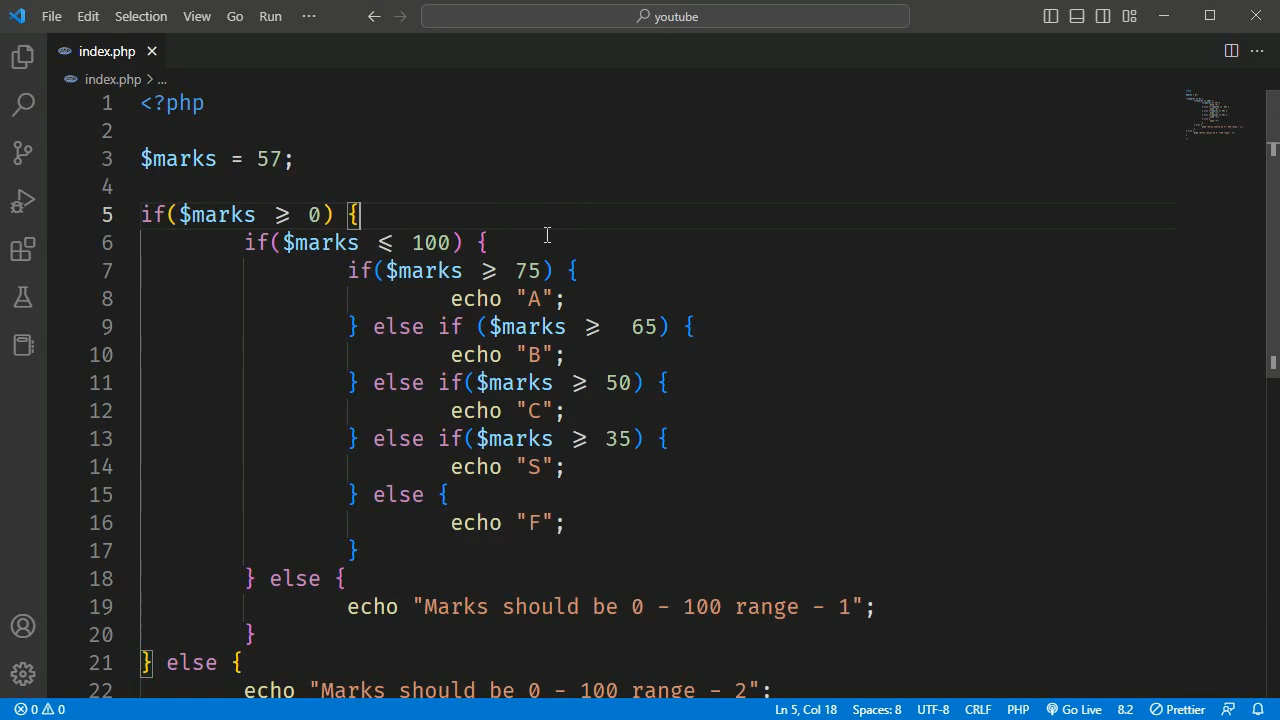 File Edit Selection View Go Run ··· youtube
index.php
index.php > ...
1 <?php
2
3 $marks = 57;
4
5 if($marks ⩾ 0) {
6 if($marks ⩽ 100) {
7 if($marks ⩾ 75) {
8 echo "A";
9 } else if ($marks ⩾  65) {
10 echo "B";
11 } else if($marks ⩾ 50) {
12 echo "C";
13 } else if($marks ⩾ 35) {
14 echo "S";
15 } else {
16 echo "F";
17 }
18 } else {
19 echo "Marks should be 0 - 100 range - 1";
20 }
21 } else {
22 echo "Marks should be 0 - 100 range - 2";
0 0 Ln 5, Col 18 Spaces: 8 UTF-8 CRLF PHP Go Live 8.2 Prettier